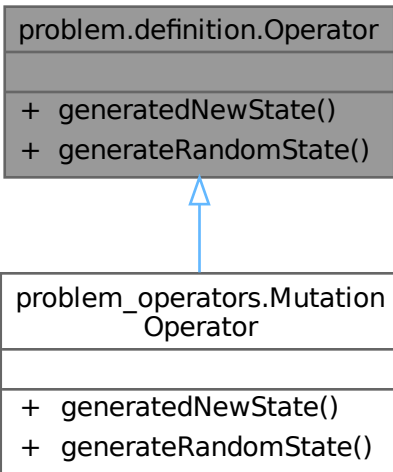 problem.definition.Operator
+ generatedNewState()
+ generateRandomState()
problem_operators.Mutation
Operator
+ generatedNewState()
+ generateRandomState()